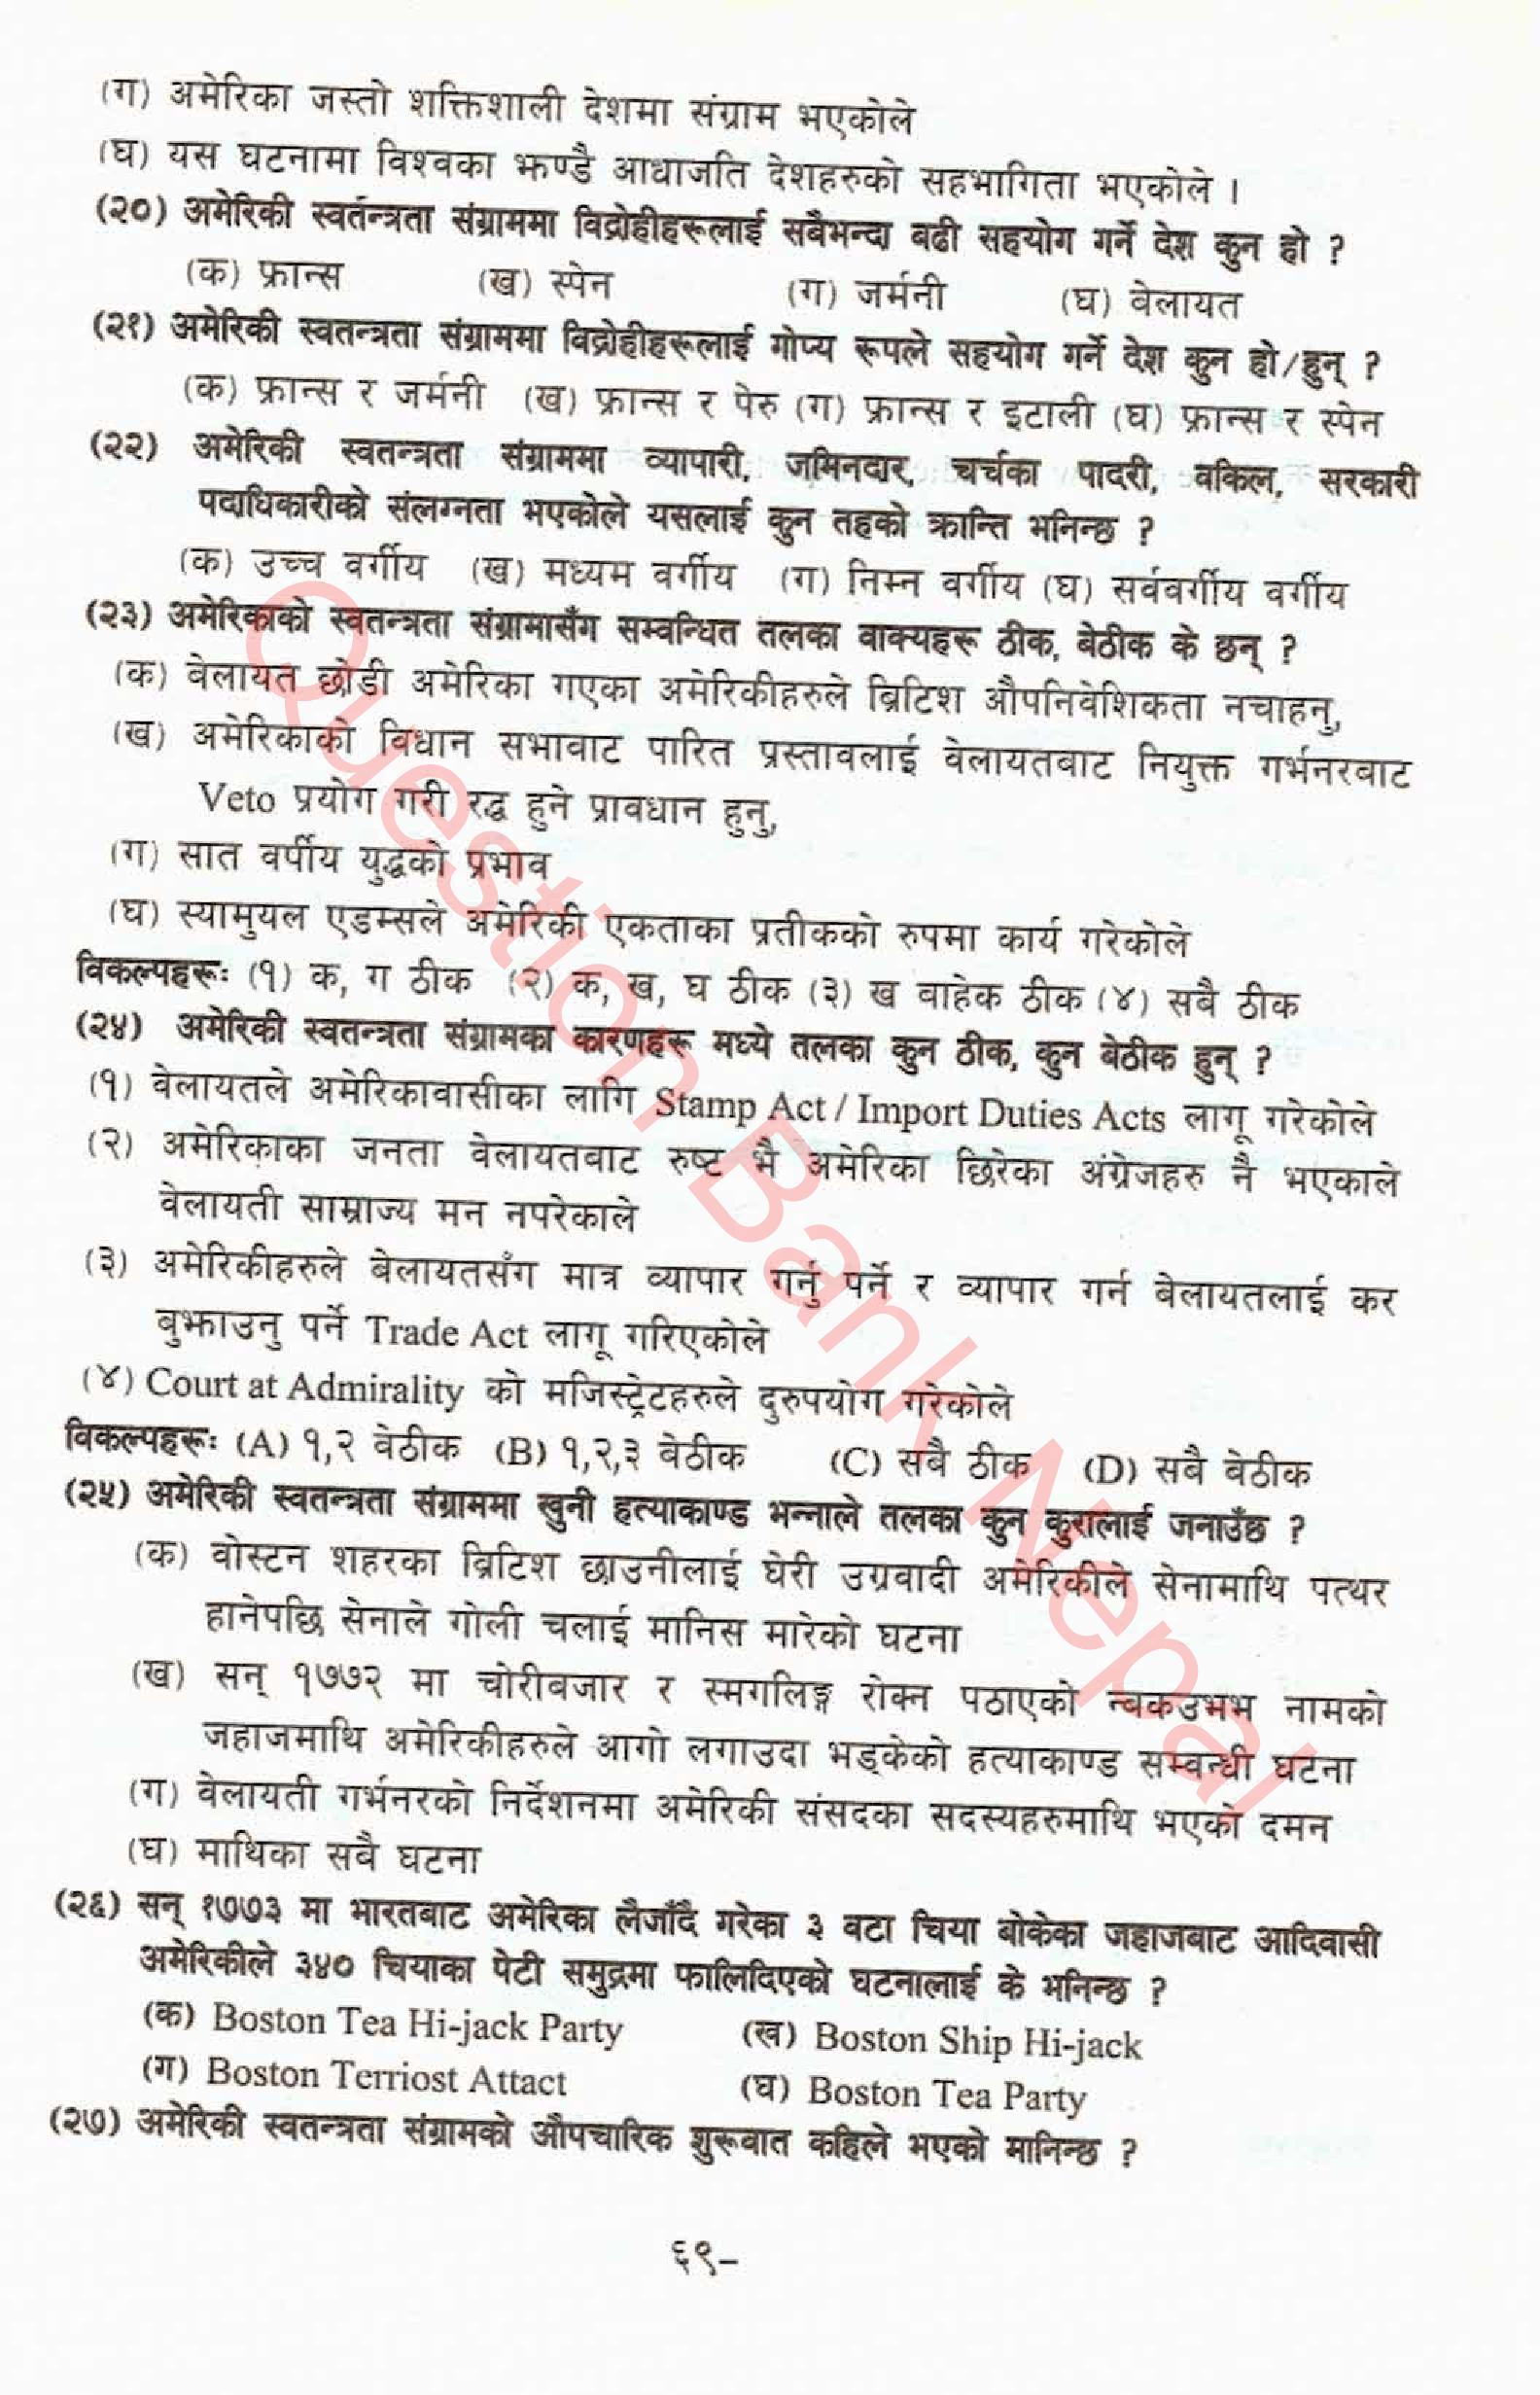 (ग) अमेरिका जस्तो शक्तिशाली देशमा संग्राम भएकोले
(घ) यस घटनामा विश्वका झण्डै आधाजति देशहरुको सहभागिता भएकोले ।
(२०) अमेरिकी स्वर्तन्त्रता संग्राममा विद्रोहीहरूलाई सबैभन्दा बढी सहयोग गर्ने देश कुन हो ?
(क) फ्रान्स (ख) स्पेन (ग) जर्मनी (घ) वेलायत
(२१) अमेरिकी स्वतन्त्रता संग्राममा विद्रोहीहरूलाई गोप्य रूपले सहयोग गर्ने देश कुन हो/हुन् ?
(क) फ्रान्स र जर्मनी (ख) फ्रान्स र पेरु (ग) फ्रान्स र इटाली (घ) फ्रान्स र स्पेन
(२२) अमेरिकी स्वतन्त्रता संग्राममा व्यापारी, जमिनदार, चर्चका पादरी, वकिल, सरकारी
पदाधिकारीको संलग्नता भएकोले यसलाई कुन तहको क्रान्ति भनिन्छ ?
(क) उच्च वर्गीय (ख) मध्यम वर्गीय (ग) निम्न वर्गीय (घ) सर्ववर्गीय वर्गीय
(२३) अमेरिकाको स्वतन्त्रता संग्रामासँग सम्वन्धित तलका वाक्यहरू ठीक, बेठीक के छन् ?
(क) वेलायत छोडी अमेरिका गएका अमेरिकीहरुले ब्रिटिश औपनिवेशिकता नचाहनु,
(ख) अमेरिकाको विधान सभावाट पारित प्रस्तावलाई वेलायतबाट नियुक्त गर्भनरवाट
Veto प्रयोग गरी रद्ध हुने प्रावधान हुनु,
(ग) सात वर्षीय युद्धको प्रभाव
(घ) स्यामुयल एडम्सले अमेरिकी एकताका प्रतीकको रुपमा कार्य गरेकोले
विकल्पहरूः (१) क, ग ठीक (२) क, ख, घ ठीक (३) ख वाहेक ठीक (४) सबै ठीक
(२४) अमेरिकी स्वतन्त्रता संग्रामका कारणहरू मध्ये तलका कुन ठीक, कुन बेठीक हुन् ?
(१) वेलायतले अमेरिकावासीका लागि Stamp Act / Import Duties Acts लागू गरेकोले
(२) अमेरिकाका जनता वेलायतबाट रुष्ट भै अमेरिका छिरेका अंग्रेजहरु नै भएकाले
वेलायती साम्राज्य मन नपरेकाले
(३) अमेरिकीहरुले बेलायतसँग मात्र व्यापार गर्नु पर्ने र व्यापार गर्न बेलायतलाई कर
बुझाउनु पर्ने Trade Act लागू गरिएकोले
(४) Court at Admirality को मजिस्ट्रेटहरुले दुरुपयोग गरेकोले
विकल्पहरूः (A) १,२ वेठीक (B) १,२,३ बेठीक (C) सबै ठीक (D) सबै बेठीक
(२५) अमेरिकी स्वतन्त्रता संग्राममा खुनी हत्याकाण्ड भन्नाले तलका कुन कुरालाई जनाउँछ ?
(क) वोस्टन शहरका ब्रिटिश छाउनीलाई घेरी उग्रवादी अमेरिकीले सेनामाथि पत्थर
हानेपछि सेनाले गोली चलाई मानिस मारेको घटना
(ख) सन् १७७२ मा चोरीबजार र स्मगलिङ्ग रोक्न पठाएको न्वकउभभ नामको
जहाजमाथि अमेरिकीहरुले आगो लगाउदा भड्केको हत्याकाण्ड सम्वन्धी घटना
(ग) वेलायती गर्भनरको निर्देशनमा अमेरिकी संसदका सदस्यहरुमाथि भएको दमन
(घ) माथिका सबै घटना
(२६) सन् १७७३ मा भारतबाट अमेरिका लैजाँदै गरेका ३ वटा चिया बोकेका जहाजबाट आदिवासी
अमेरिकीले ३४० चियाका पेटी समुद्रमा फालिदिएको घटनालाई के भनिन्छ ?
(क) Boston Tea Hi-jack Party (ख) Boston Ship Hi-jack
(ग) Boston Terriost Attact (घ) Boston Tea Party
(२७) अमेरिकी स्वतन्त्रता संग्रामको औपचारिक शुरूवात कहिले भएको मानिन्छ ?
६९-
Question Bank Nepal